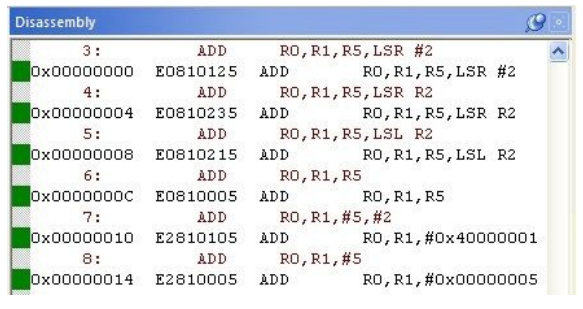 Disassembly
3: ADD R0,R1,R5,LSR #2
0x00000000 E0810125 ADD R0,R1,R5,LSR #2
4: ADD R0,R1,R5,LSR R2
0x00000004 E0810235 ADD R0,R1,R5,LSR R2
5: ADD R0,R1,R5,LSL R2
0x00000008 E0810215 ADD R0,R1,R5,LSL R2
6: ADD R0,R1,R5
0x0000000C E0810005 ADD R0,R1,R5
7: ADD R0,R1,#5,#2
0x00000010 E2810105 ADD R0,R1,#0x40000001
8: ADD R0,R1,#5
0x00000014 E2810005 ADD R0,R1,#0x00000005